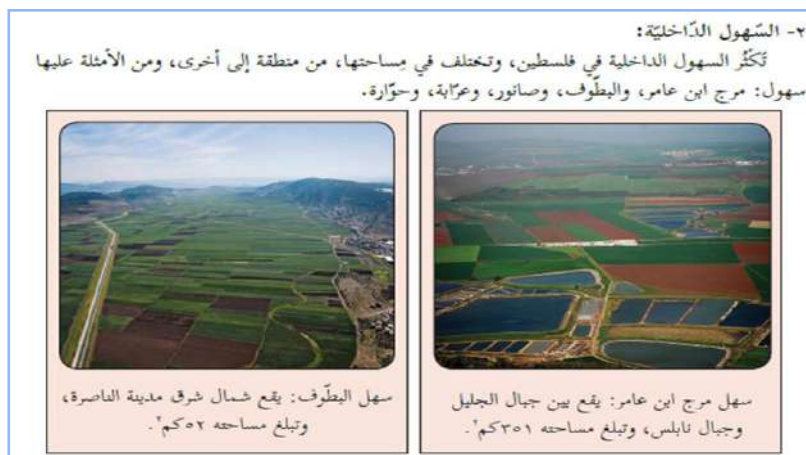 ٢- السّهول الدّاخليّة:
تَكْثُر السهول الداخلية في فلسطين، وتختلف في مِساحتها، من منطقة إلى أخرى، ومن الأمثلة عليها
سهول: مرج ابن عامر، والبطّوف، وصانور، وعرّابة، وحوّارة.
سهل مرج ابن عامر: يقع بين جبال الجليل
وجبال نابلس، وتبلغ مساحته ٣٥١كم٢.
سهل البطّوف: يقع شمال شرق مدينة الناصرة،
وتبلغ مساحته ٥٢كم٢.